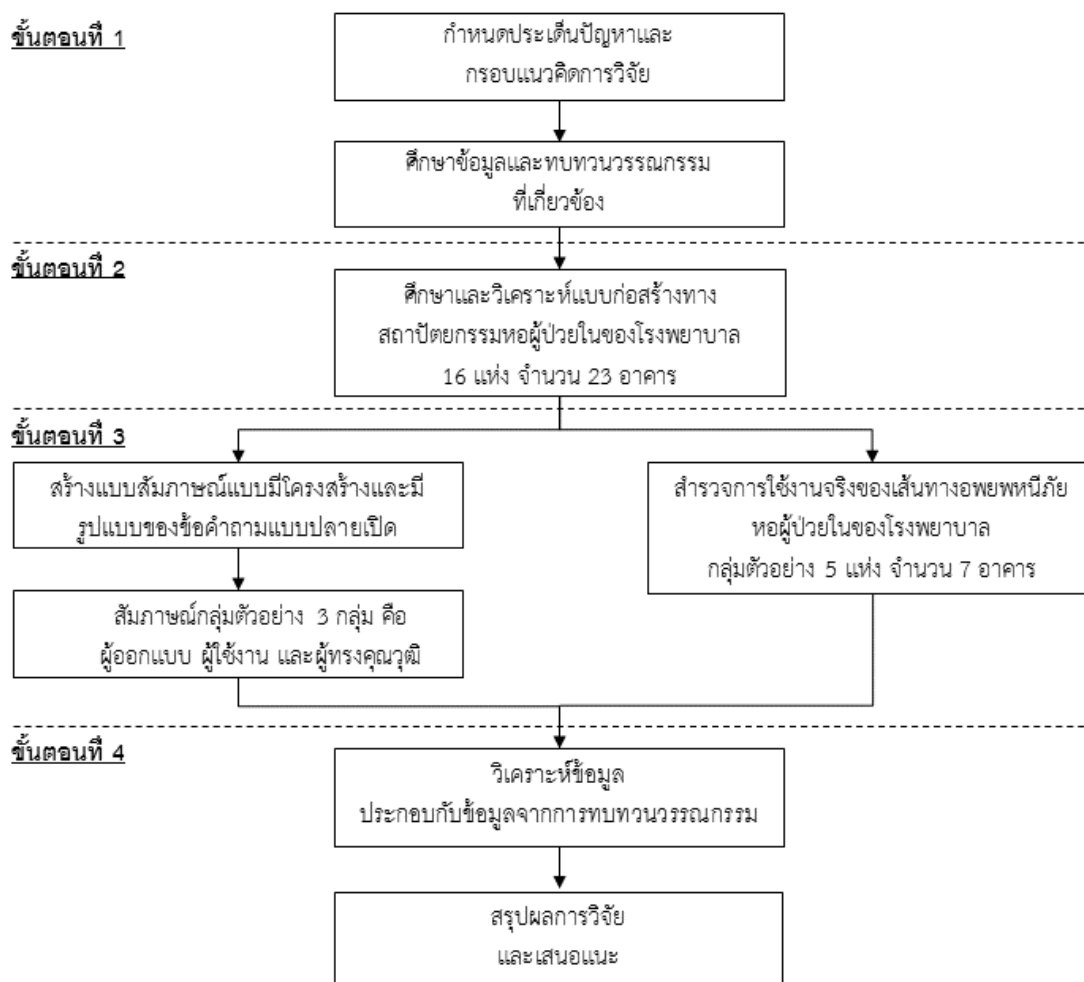 ขั้นตอนที่ 1
กำหนดประเด็นปัญหาและ
กรอบแนวคิดการวิจัย
ศึกษาข้อมูลและทบทวนวรรณกรรม
ที่เกี่ยวข้อง
ขั้นตอนที่ 2
ศึกษาและวิเคราะห์แบบก่อสร้างทาง
สถาปัตยกรรมหอผู้ป่วยในของโรงพยาบาล
16 แห่ง จำนวน 23 อาคาร
ขั้นตอนที่ 3
สร้างแบบสัมภาษณ์แบบมีโครงสร้างและมี
รูปแบบของข้อคำถามแบบปลายเปิด
สัมภาษณ์กลุ่มตัวอย่าง 3 กลุ่ม คือ
ผู้ออกแบบ ผู้ใช้งาน และผู้ทรงคุณวุฒิ
สำรวจการใช้งานจริงของเส้นทางอพยพหนีภัย
หอผู้ป่วยในของโรงพยาบาล
กลุ่มตัวอย่าง 5 แห่ง จำนวน 7 อาคาร
ขั้นตอนที่ 4
วิเคราะห์ข้อมูล
ประกอบกับข้อมูลจากการทบทวนวรรณกรรม
สรุปผลการวิจัย
และเสนอแนะ